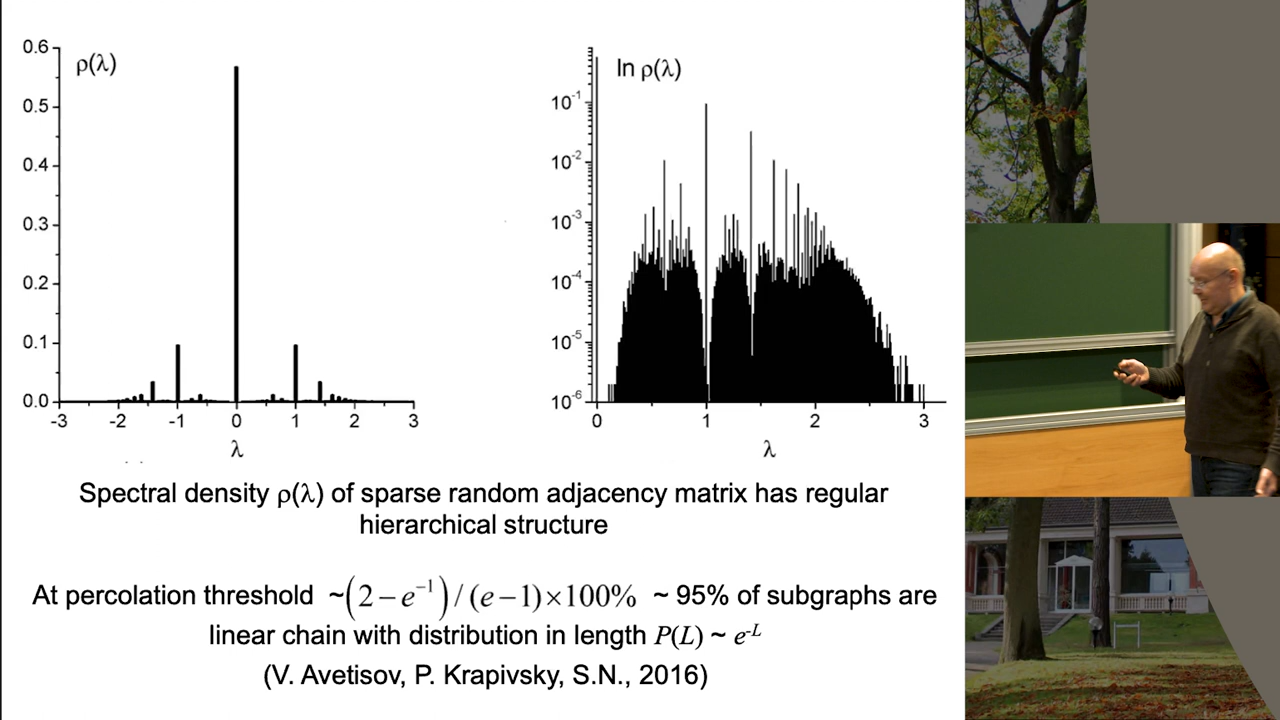 ρ(λ)
0.6
0.5
0.4
0.3
0.2
0.1
0.0
-3 -2 -1 0 1 2 3
λ
ln ρ(λ)
10⁻¹
10⁻²
10⁻³
10⁻⁴
10⁻⁵
10⁻⁶
0 1 2 3
λ
Spectral density ρ(λ) of sparse random adjacency matrix has regular
hierarchical structure
At percolation threshold ~(2−e⁻¹)/(e−1)×100% ~ 95% of subgraphs are
linear chain with distribution in length P(L) ~ e⁻ᴸ
(V. Avetisov, P. Krapivsky, S.N., 2016)